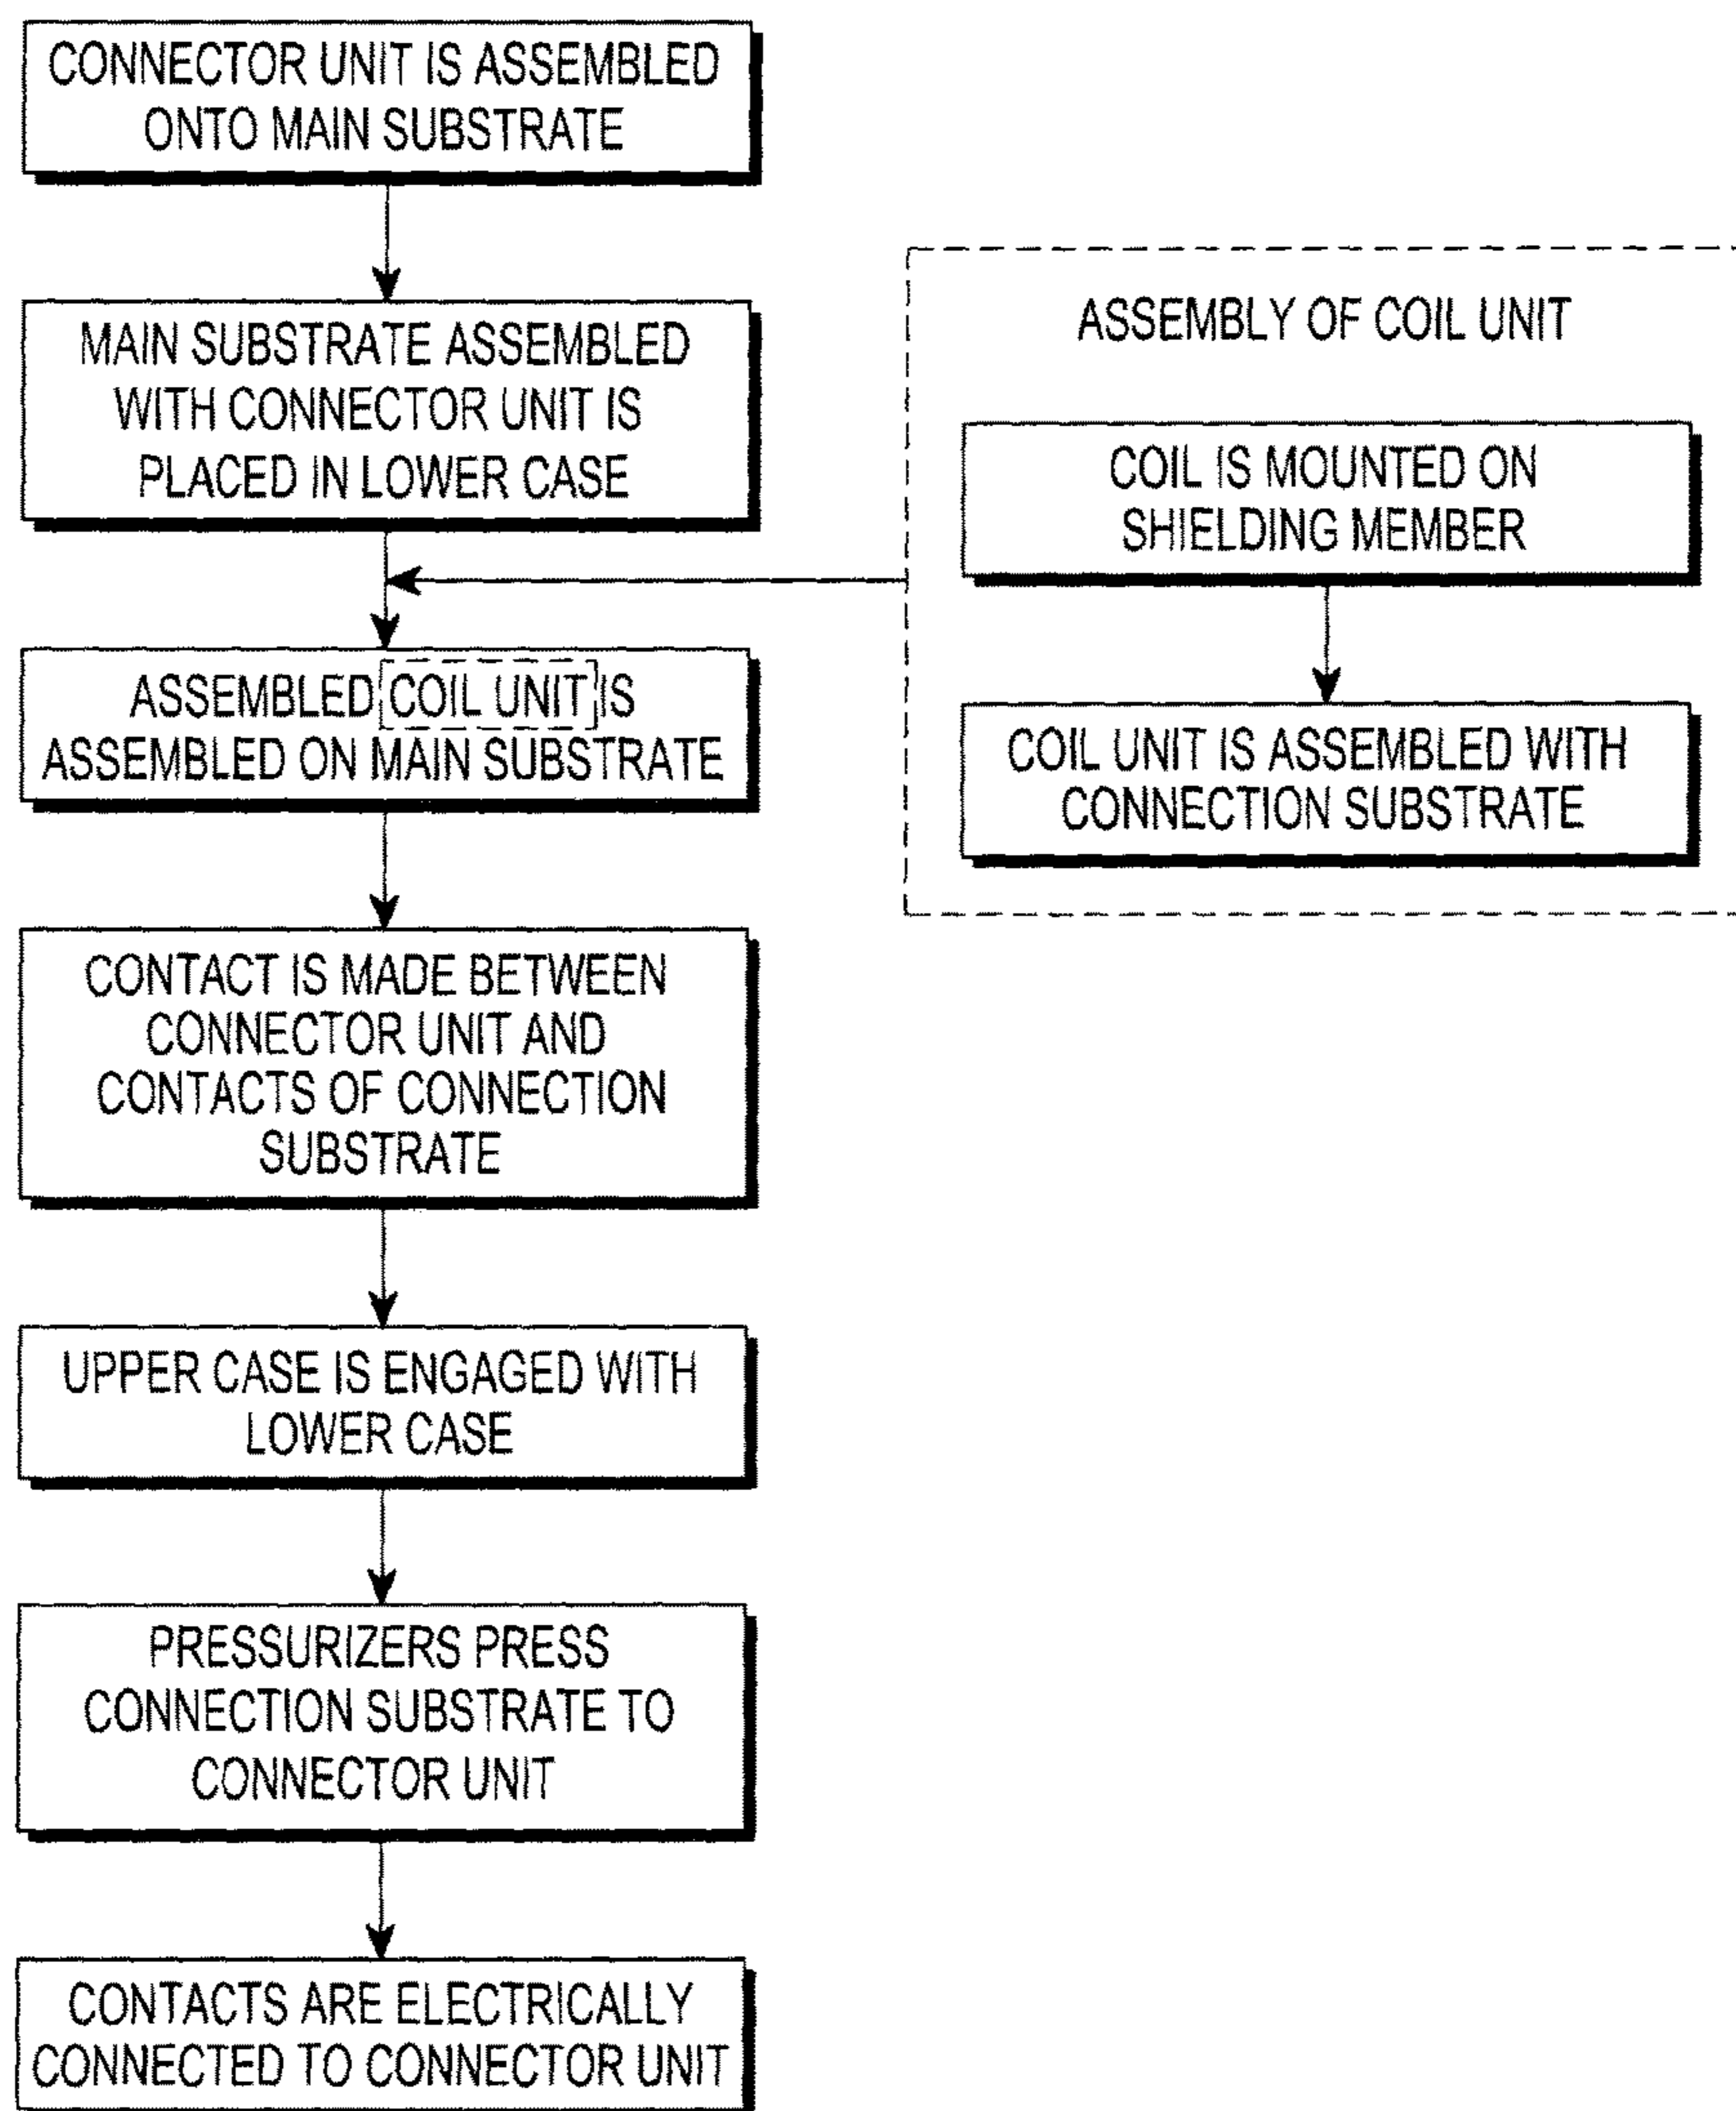 CONNECTOR UNIT IS ASSEMBLED
ONTO MAIN SUBSTRATE
MAIN SUBSTRATE ASSEMBLED
WITH CONNECTOR UNIT IS
PLACED IN LOWER CASE
ASSEMBLY OF COIL UNIT
COIL IS MOUNTED ON
SHIELDING MEMBER
COIL UNIT IS ASSEMBLED WITH
CONNECTION SUBSTRATE
ASSEMBLED COIL UNIT IS
ASSEMBLED ON MAIN SUBSTRATE
CONTACT IS MADE BETWEEN
CONNECTOR UNIT AND
CONTACTS OF CONNECTION
SUBSTRATE
UPPER CASE IS ENGAGED WITH
LOWER CASE
PRESSURIZERS PRESS
CONNECTION SUBSTRATE TO
CONNECTOR UNIT
CONTACTS ARE ELECTRICALLY
CONNECTED TO CONNECTOR UNIT